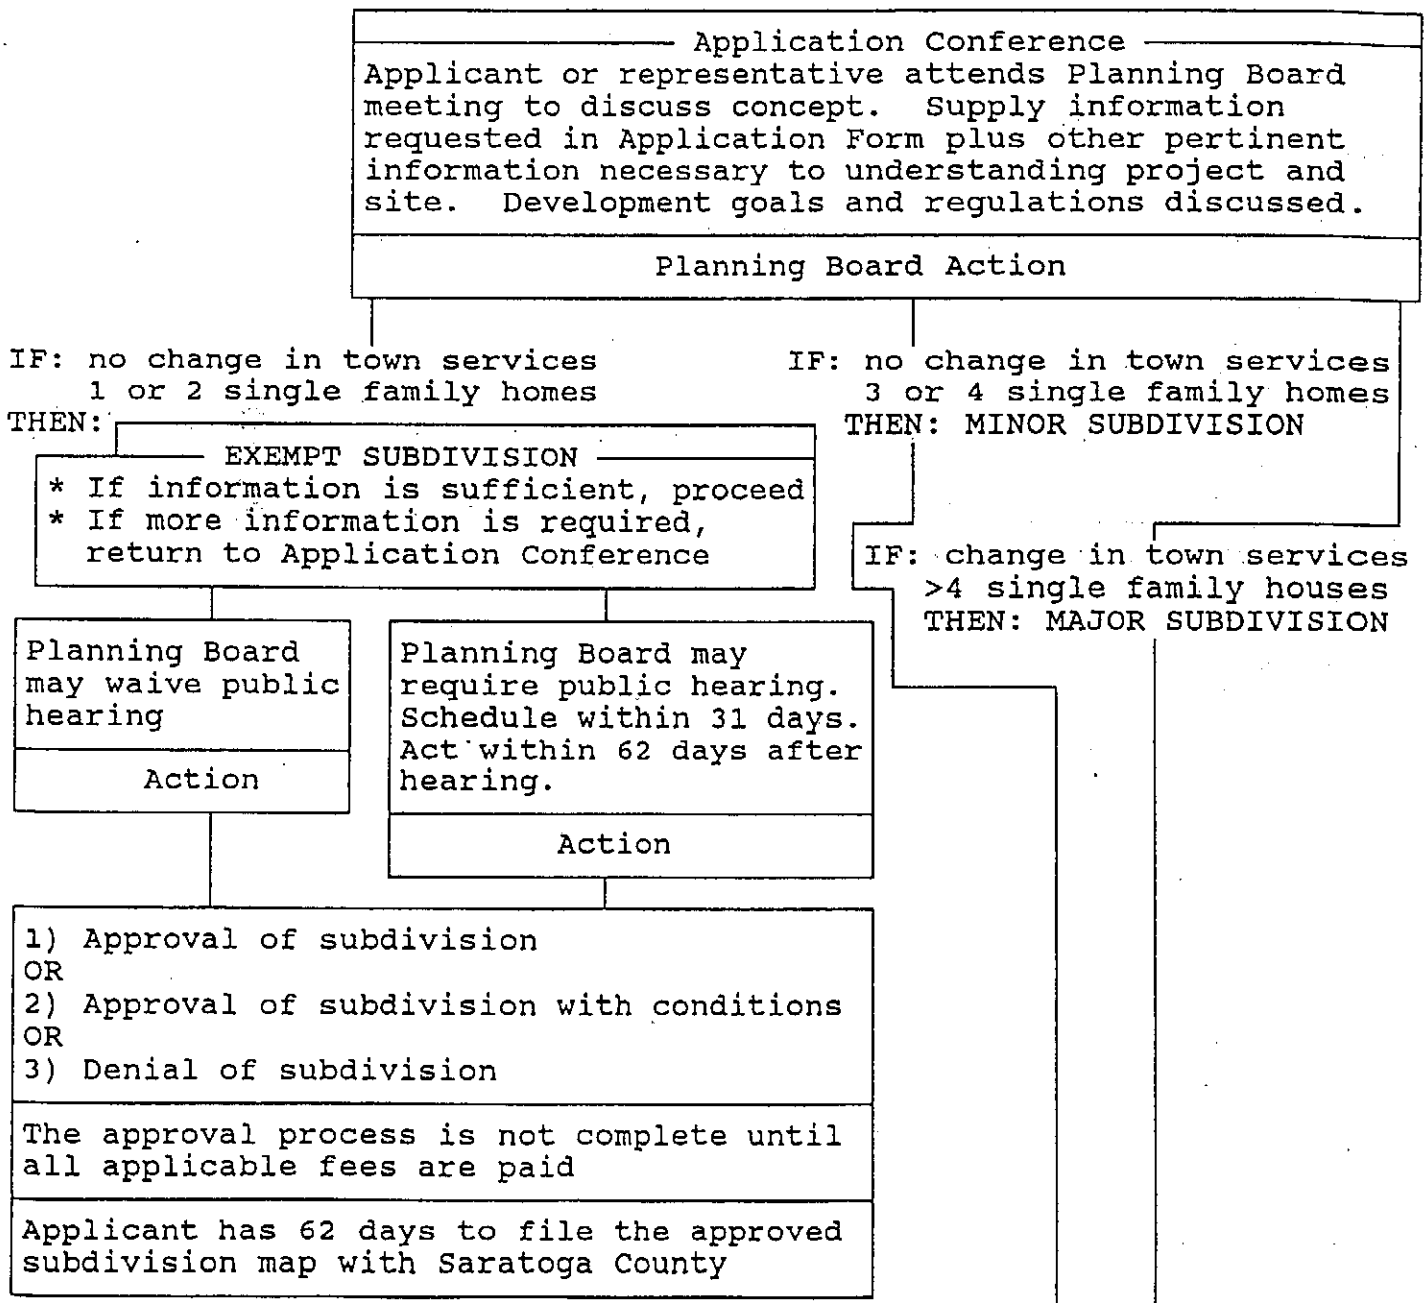 Application Conference
Applicant or representative attends Planning Board
meeting to discuss concept. Supply information
requested in Application Form plus other pertinent
information necessary to understanding project and
site. Development goals and regulations discussed.
Planning Board Action
IF: no change in town services
1 or 2 single family homes
THEN:
EXEMPT SUBDIVISION
* If information is sufficient, proceed
* If more information is required,
return to Application Conference
IF: no change in town services
3 or 4 single family homes
THEN: MINOR SUBDIVISION
IF: change in town services
>4 single family houses
THEN: MAJOR SUBDIVISION
Planning Board
may waive public
hearing
Action
Planning Board may
require public hearing.
Schedule within 31 days.
Act within 62 days after
hearing.
Action
1) Approval of subdivision
OR
2) Approval of subdivision with conditions
OR
3) Denial of subdivision
The approval process is not complete until
all applicable fees are paid
Applicant has 62 days to file the approved
subdivision map with Saratoga County